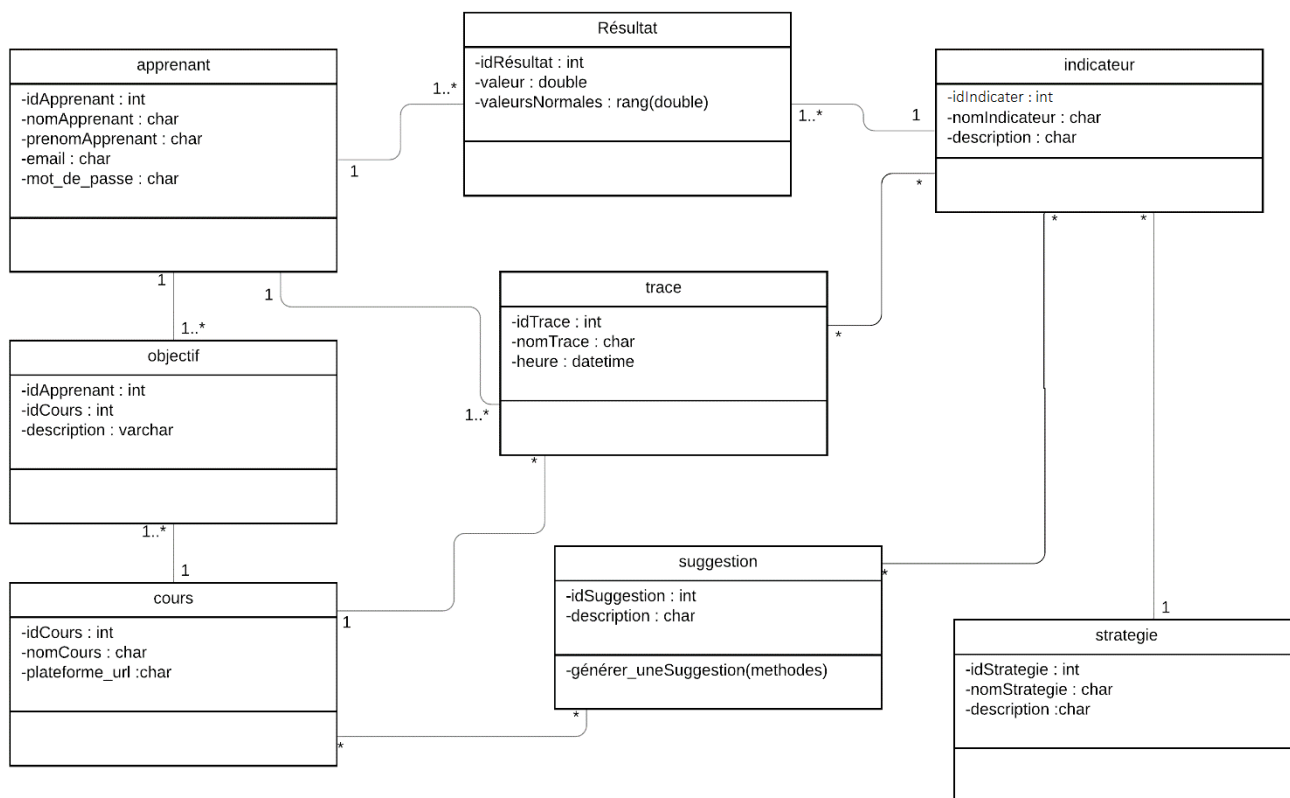 Résultat
-idRésultat : int
-valeur : double
-valeursNormales : rang(double)
apprenant
-idApprenant : int
-nomApprenant : char
-prenomApprenant : char
-email : char
-mot_de_passe : char
indicateur
-idIndicater : int
-nomIndicateur : char
-description : char
1..*
1
1..*
1
*
*
*
1
1
1..*
trace
-idTrace : int
-nomTrace : char
-heure : datetime
*
1..*
*
objectif
-idApprenant : int
-idCours : int
-description : varchar
1..*
1
cours
-idCours : int
-nomCours : char
-plateforme_url :char
1
*
suggestion
-idSuggestion : int
-description : char
-générer_uneSuggestion(methodes)
*
*
1
strategie
-idStrategie : int
-nomStrategie : char
-description :char